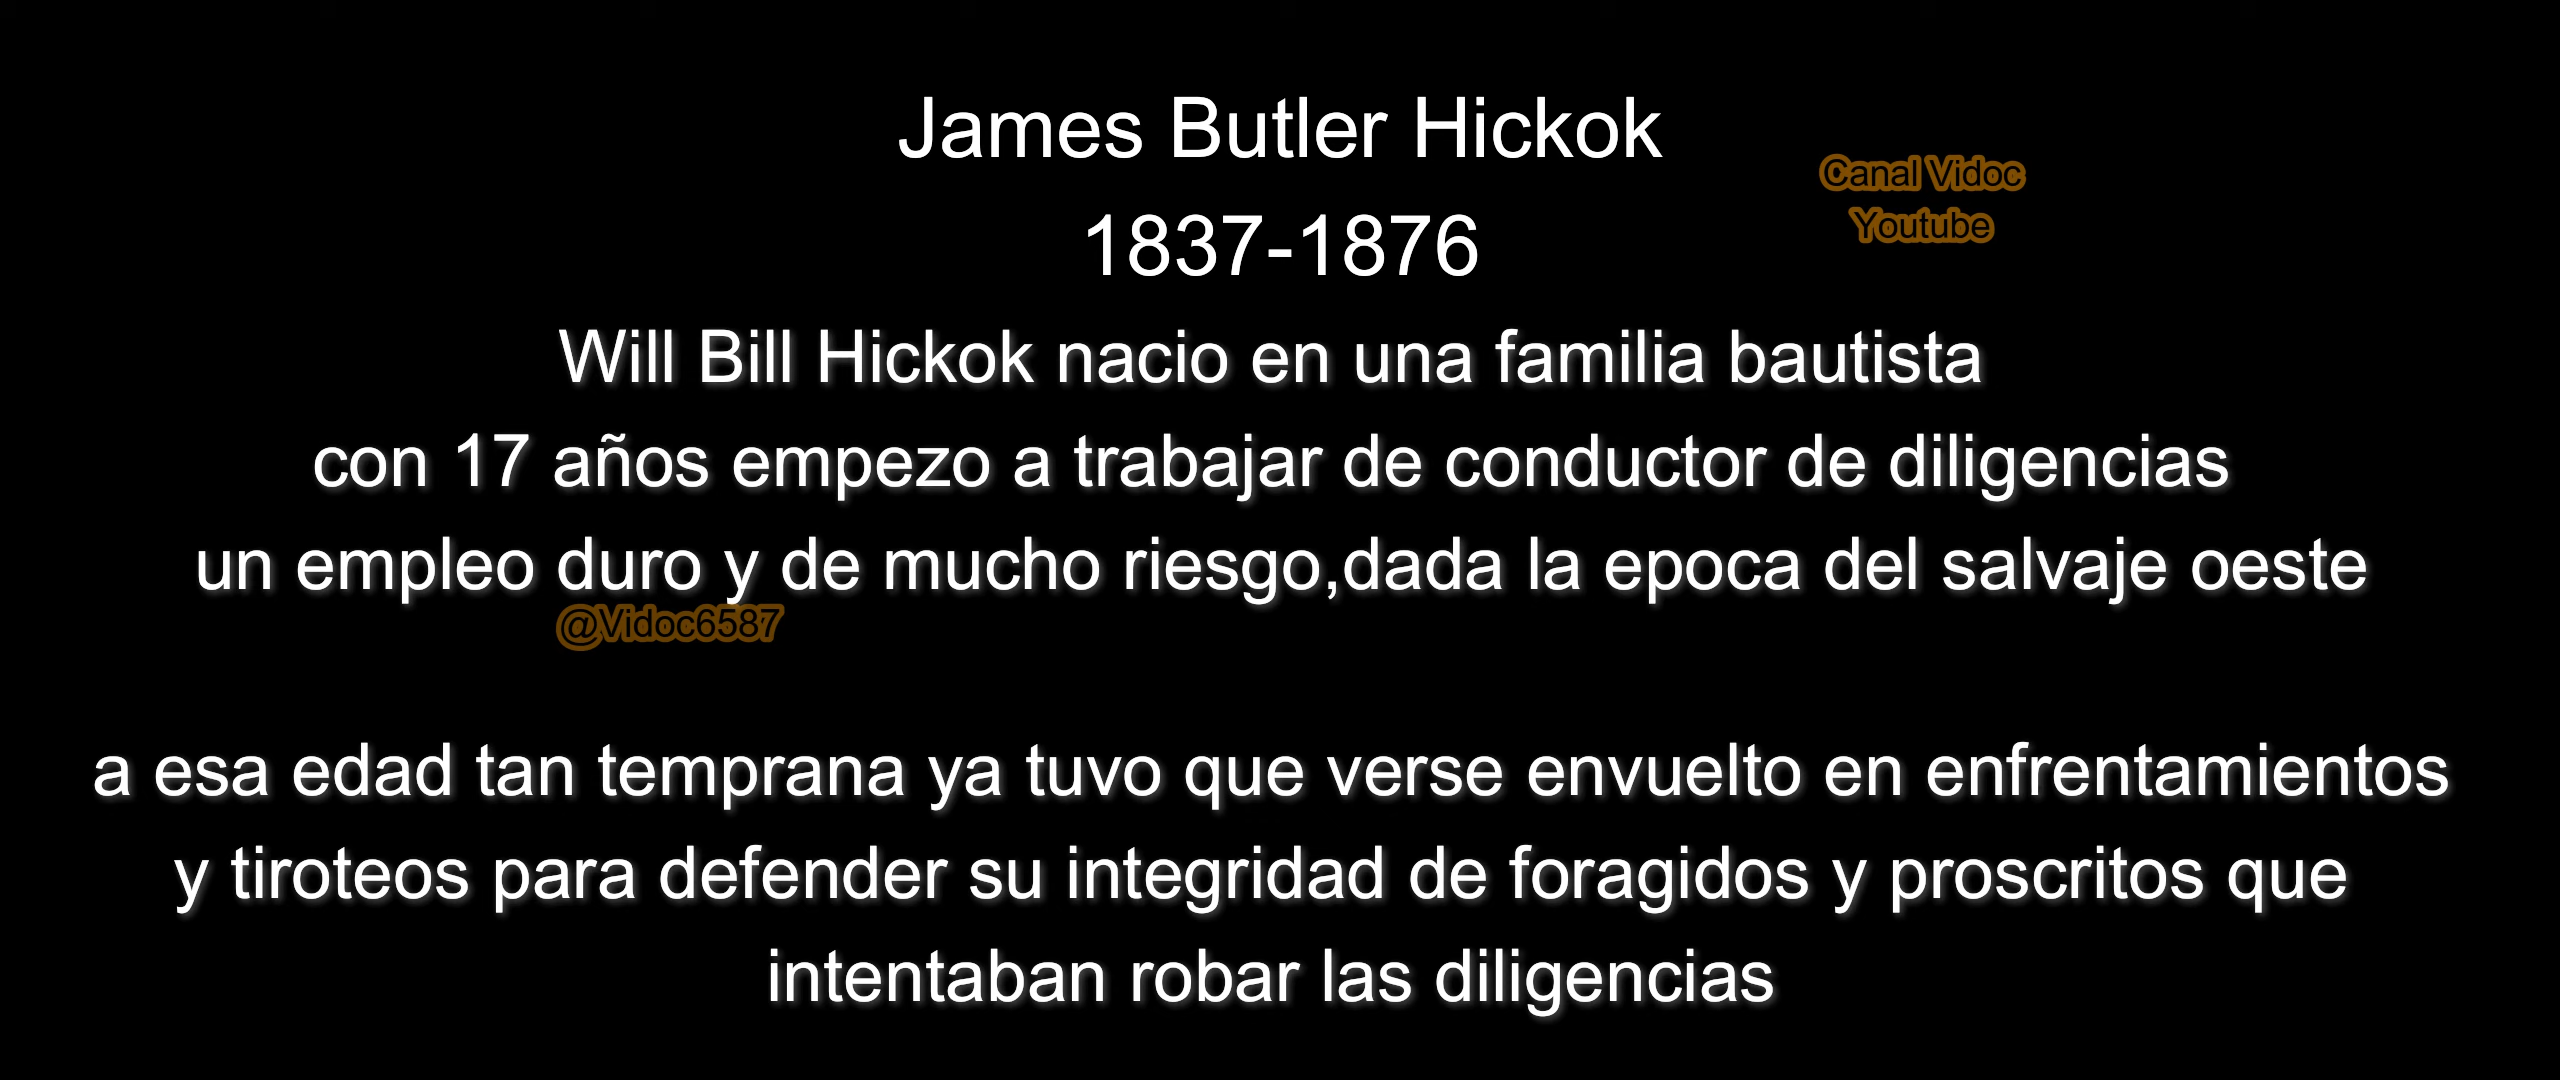 James Butler Hickok
Canal Vidoc
1837-1876
Youtube
Will Bill Hickok nacio en una familia bautista
con 17 años empezo a trabajar de conductor de diligencias
un empleo duro y de mucho riesgo,dada la epoca del salvaje oeste
@Vidoc6587
a esa edad tan temprana ya tuvo que verse envuelto en enfrentamientos
y tiroteos para defender su integridad de foragidos y proscritos que
intentaban robar las diligencias